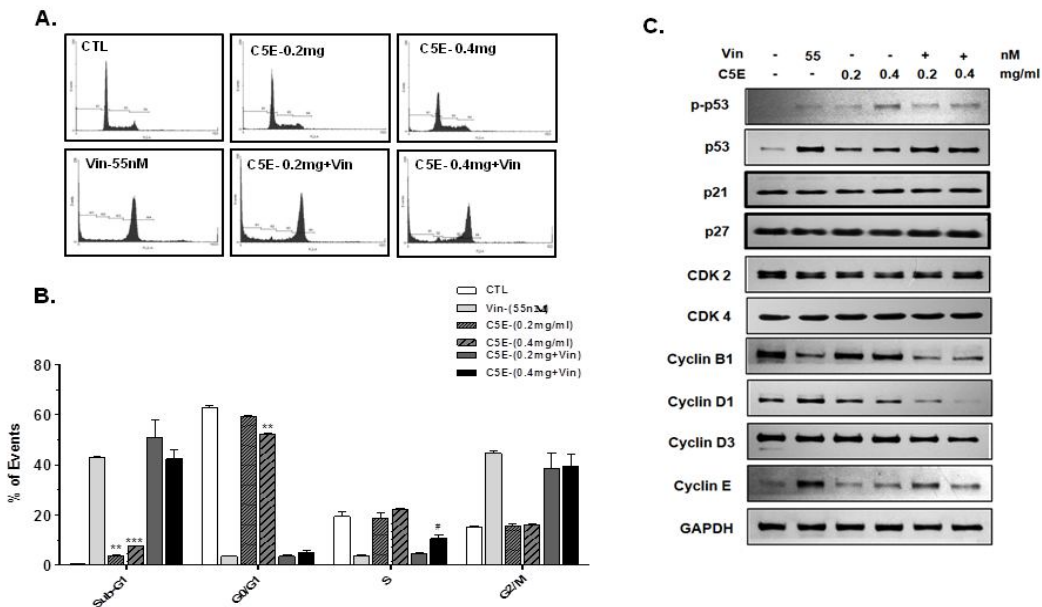 A.
CTL
C5E-0.2mg
C5E-0.4mg
Vin-55nM
C5E-0.2mg+Vin
C5E-0.4mg+Vin
B.
CTL
Vin-(55nM)
C5E-(0.2mg/ml)
C5E-(0.4mg/ml)
C5E-(0.2mg+Vin)
C5E-(0.4mg+Vin)
% of Events
80
60
40
20
0
** *** ** #
Sub-G1 G0/G1 S G2/M
C.
Vin - 55 - - + + nM
C5E - - 0.2 0.4 0.2 0.4 mg/ml
p-p53
p53
p21
p27
CDK 2
CDK 4
Cyclin B1
Cyclin D1
Cyclin D3
Cyclin E
GAPDH